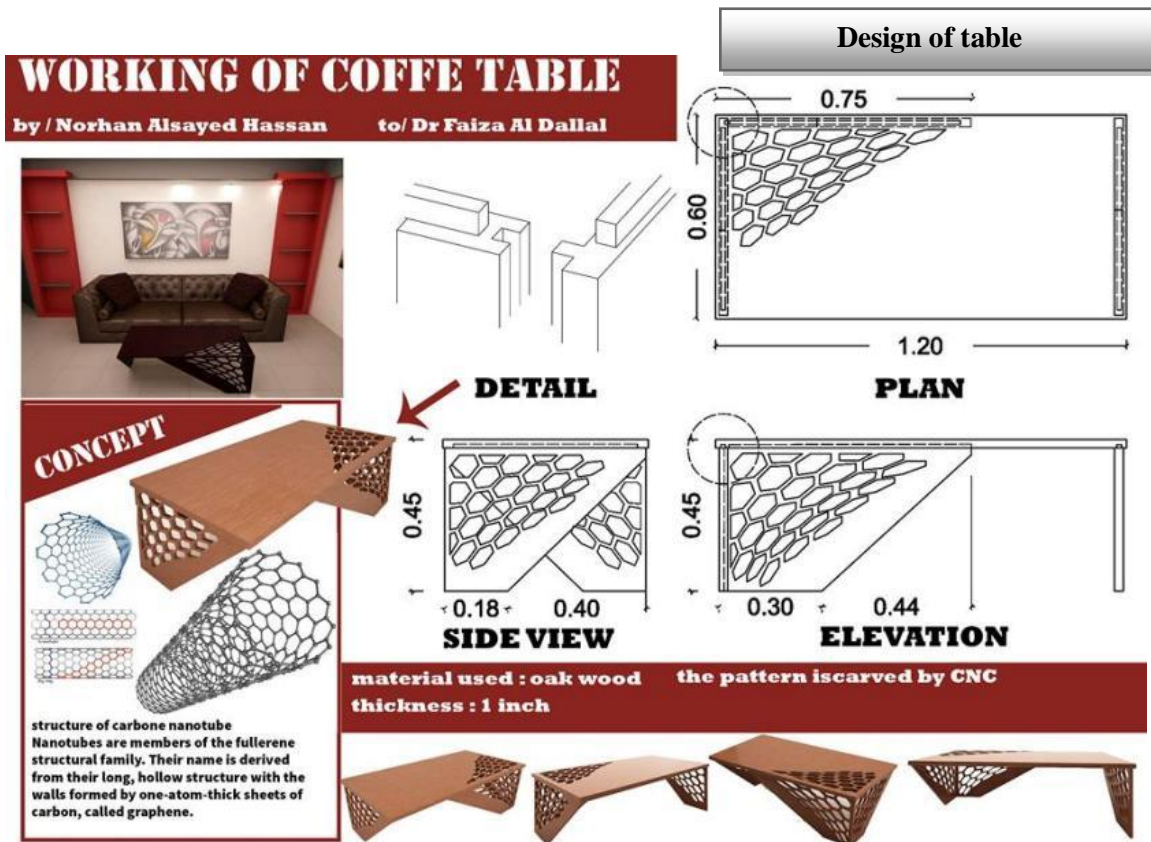 Design of table
WORKING OF COFFE TABLE
by / Norhan Alsayed Hassan to/ Dr Faiza Al Dallal
0.75
0.60
1.20
DETAIL
PLAN
CONCEPT
0.45
0.18
0.40
SIDE VIEW
0.45
0.30
0.44
ELEVATION
material used : oak wood the pattern iscarved by CNC
thickness : 1 inch
structure of carbone nanotube
Nanotubes are members of the fullerene
structural family. Their name is derived
from their long, hollow structure with the
walls formed by one-atom-thick sheets of
carbon, called graphene.